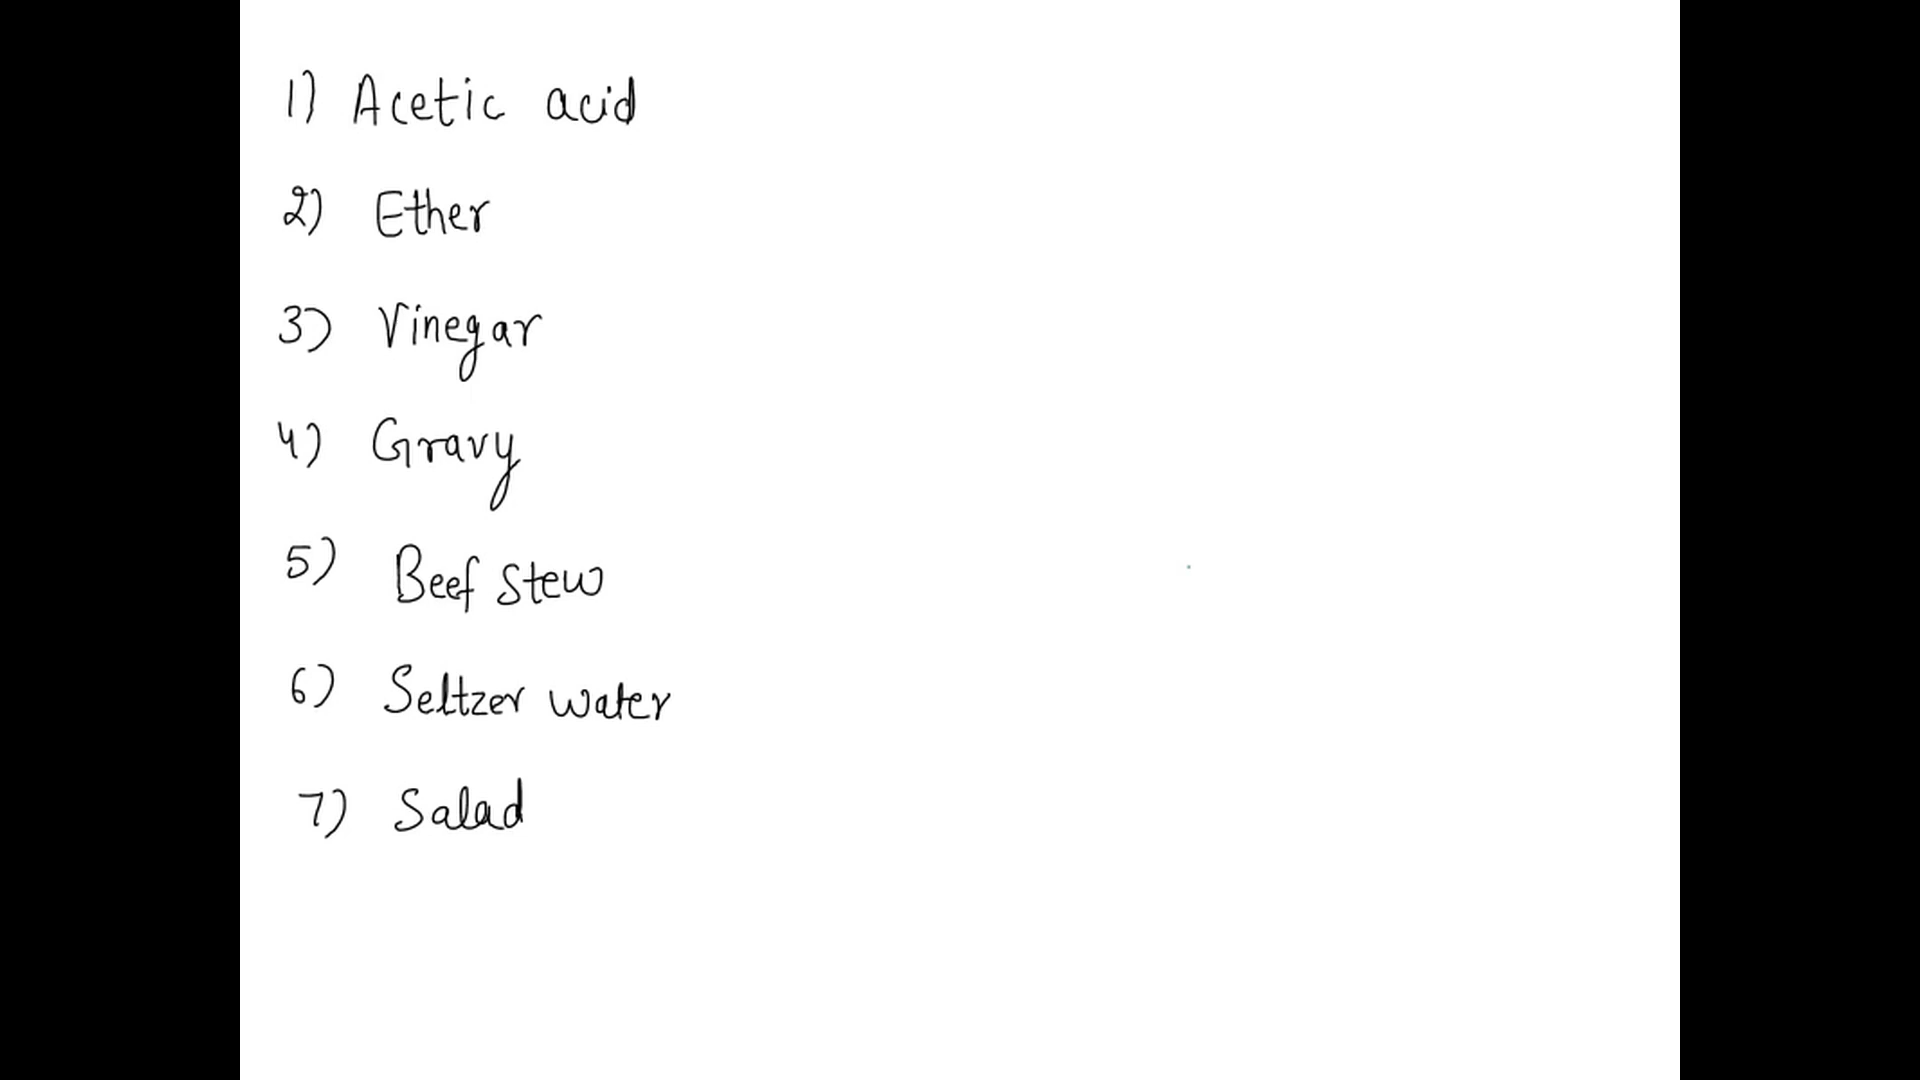 1) Acetic acid
2) Ether
3) Vinegar
4) Gravy
5) Beef stew
6) Seltzer water
7) Salad